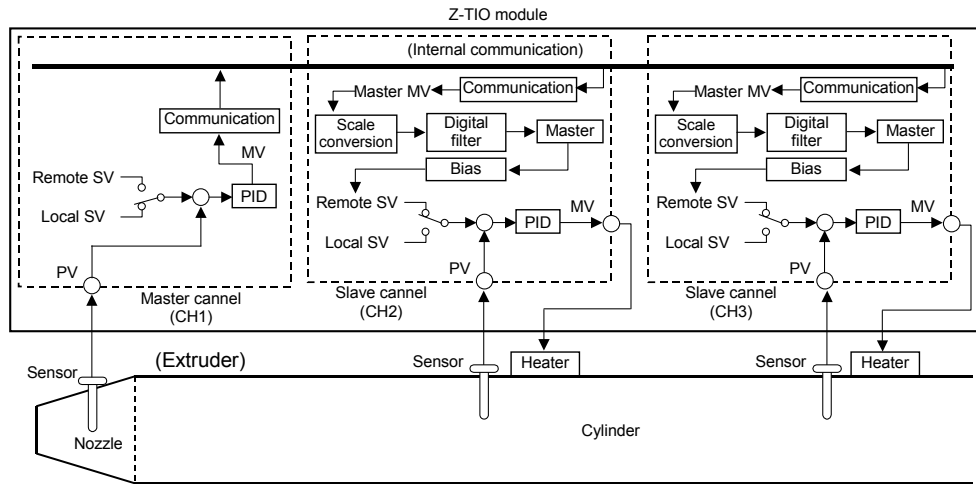 Z-TIO module
(Internal communication)
Communication
MV
Remote SV
Local SV
PID
PV
Master cannel
(CH1)
Master MV
Communication
Scale
conversion
Digital
filter
Master
Bias
Remote SV
Local SV
PID
MV
PV
Slave cannel
(CH2)
Master MV
Communication
Scale
conversion
Digital
filter
Master
Bias
Remote SV
Local SV
PID
MV
PV
Slave cannel
(CH3)
(Extruder)
Sensor
Nozzle
Sensor
Heater
Sensor
Heater
Cylinder